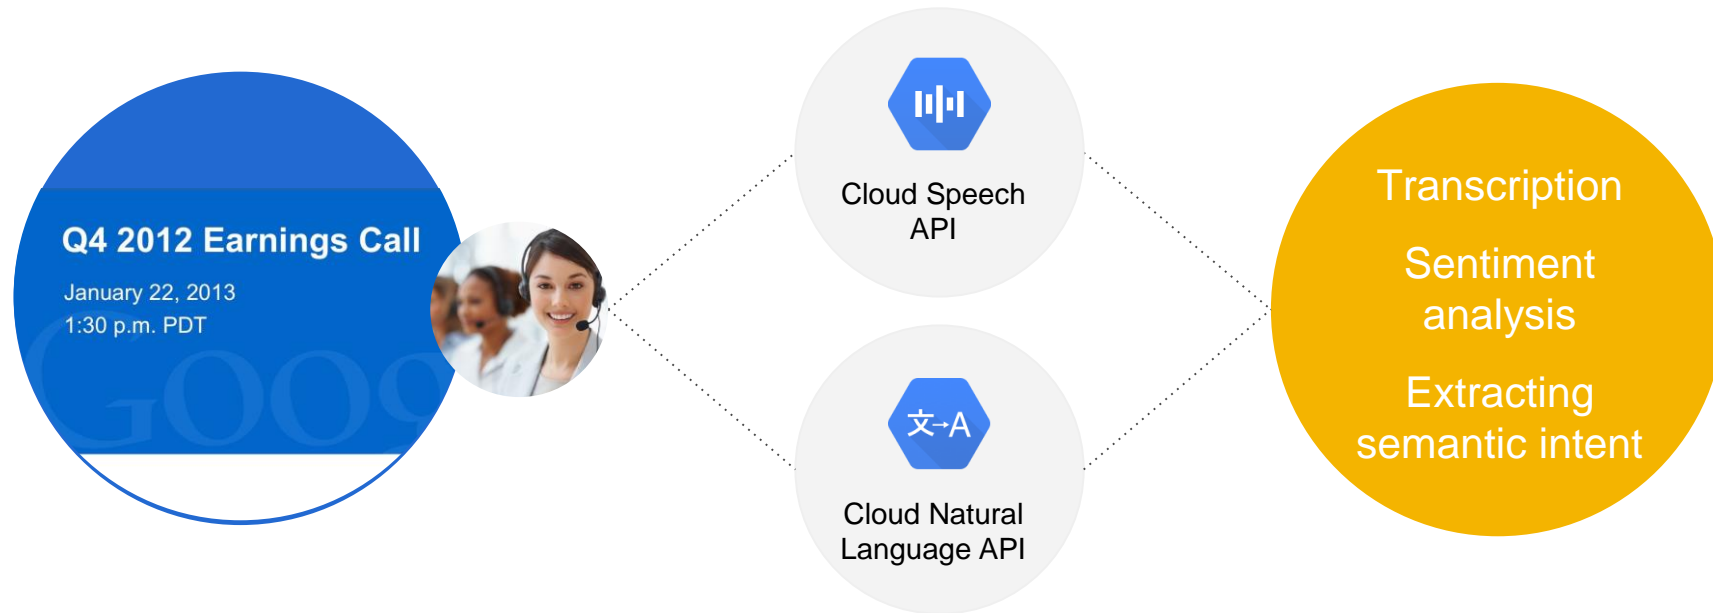 Q4 2012 Earnings Call
January 22, 2013
1:30 p.m. PDT
Goog
Cloud Speech
API
文→A
Cloud Natural
Language API
Transcription
Sentiment
analysis
Extracting
semantic intent